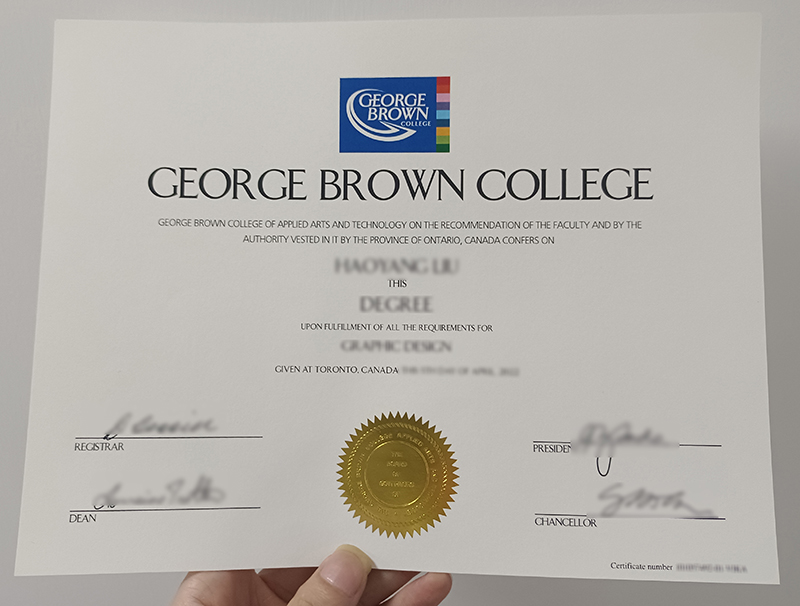 GEORGE
BROWN
COLLEGE
GEORGE BROWN COLLEGE
GEORGE BROWN COLLEGE OF APPLIED ARTS AND TECHNOLOGY ON THE RECOMMENDATION OF THE FACULTY AND BY THE
AUTHORITY VESTED IN IT BY THE PROVINCE OF ONTARIO, CANADA CONFERS ON
HAOYANG LIU
THIS
DEGREE
UPON FULFILLMENT OF ALL THE REQUIREMENTS FOR
GRAPHIC DESIGN
GIVEN AT TORONTO, CANADA
REGISTRAR
DEAN
CHANCELLOR
Certificate number